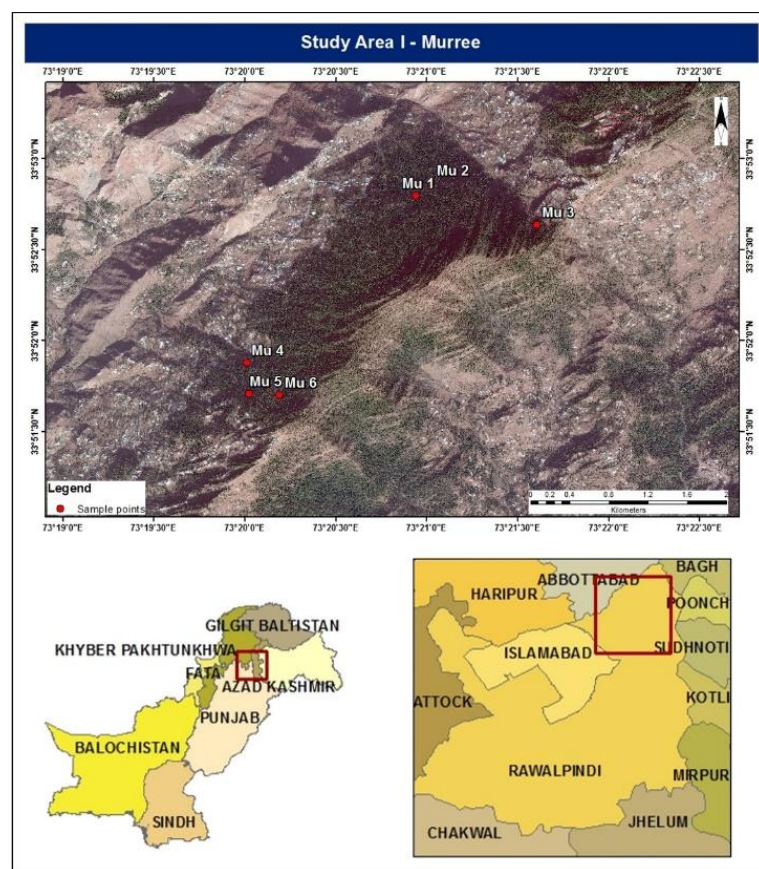 Study Area I - Murree
73°19'0"E 73°19'30"E 73°20'0"E 73°20'30"E 73°21'0"E 73°21'30"E 73°22'0"E 73°22'30"E
33°53'0"N 33°53'0"N
Mu 2
Mu 1
Mu 3
33°52'30"N 33°52'30"N
33°52'0"N 33°52'0"N
Mu 4
Mu 5 Mu 6
33°51'30"N 33°51'30"N
Legend
Sample points
0 0.2 0.4 0.8 1.2 1.6 2
Kilometers
73°19'0"E 73°19'30"E 73°20'0"E 73°20'30"E 73°21'0"E 73°21'30"E 73°22'0"E 73°22'30"E
GILGIT BALTISTAN
KHYBER PAKHTUNKHWA
FATA
AZAD KASHMIR
PUNJAB
BALOCHISTAN
SINDH
BAGH
ABBOTTABAD
HARIPUR
POONCH
ISLAMABAD
SUDHNOTI
ATTOCK
KOTLI
RAWALPINDI
MIRPUR
CHAKWAL
JHELUM